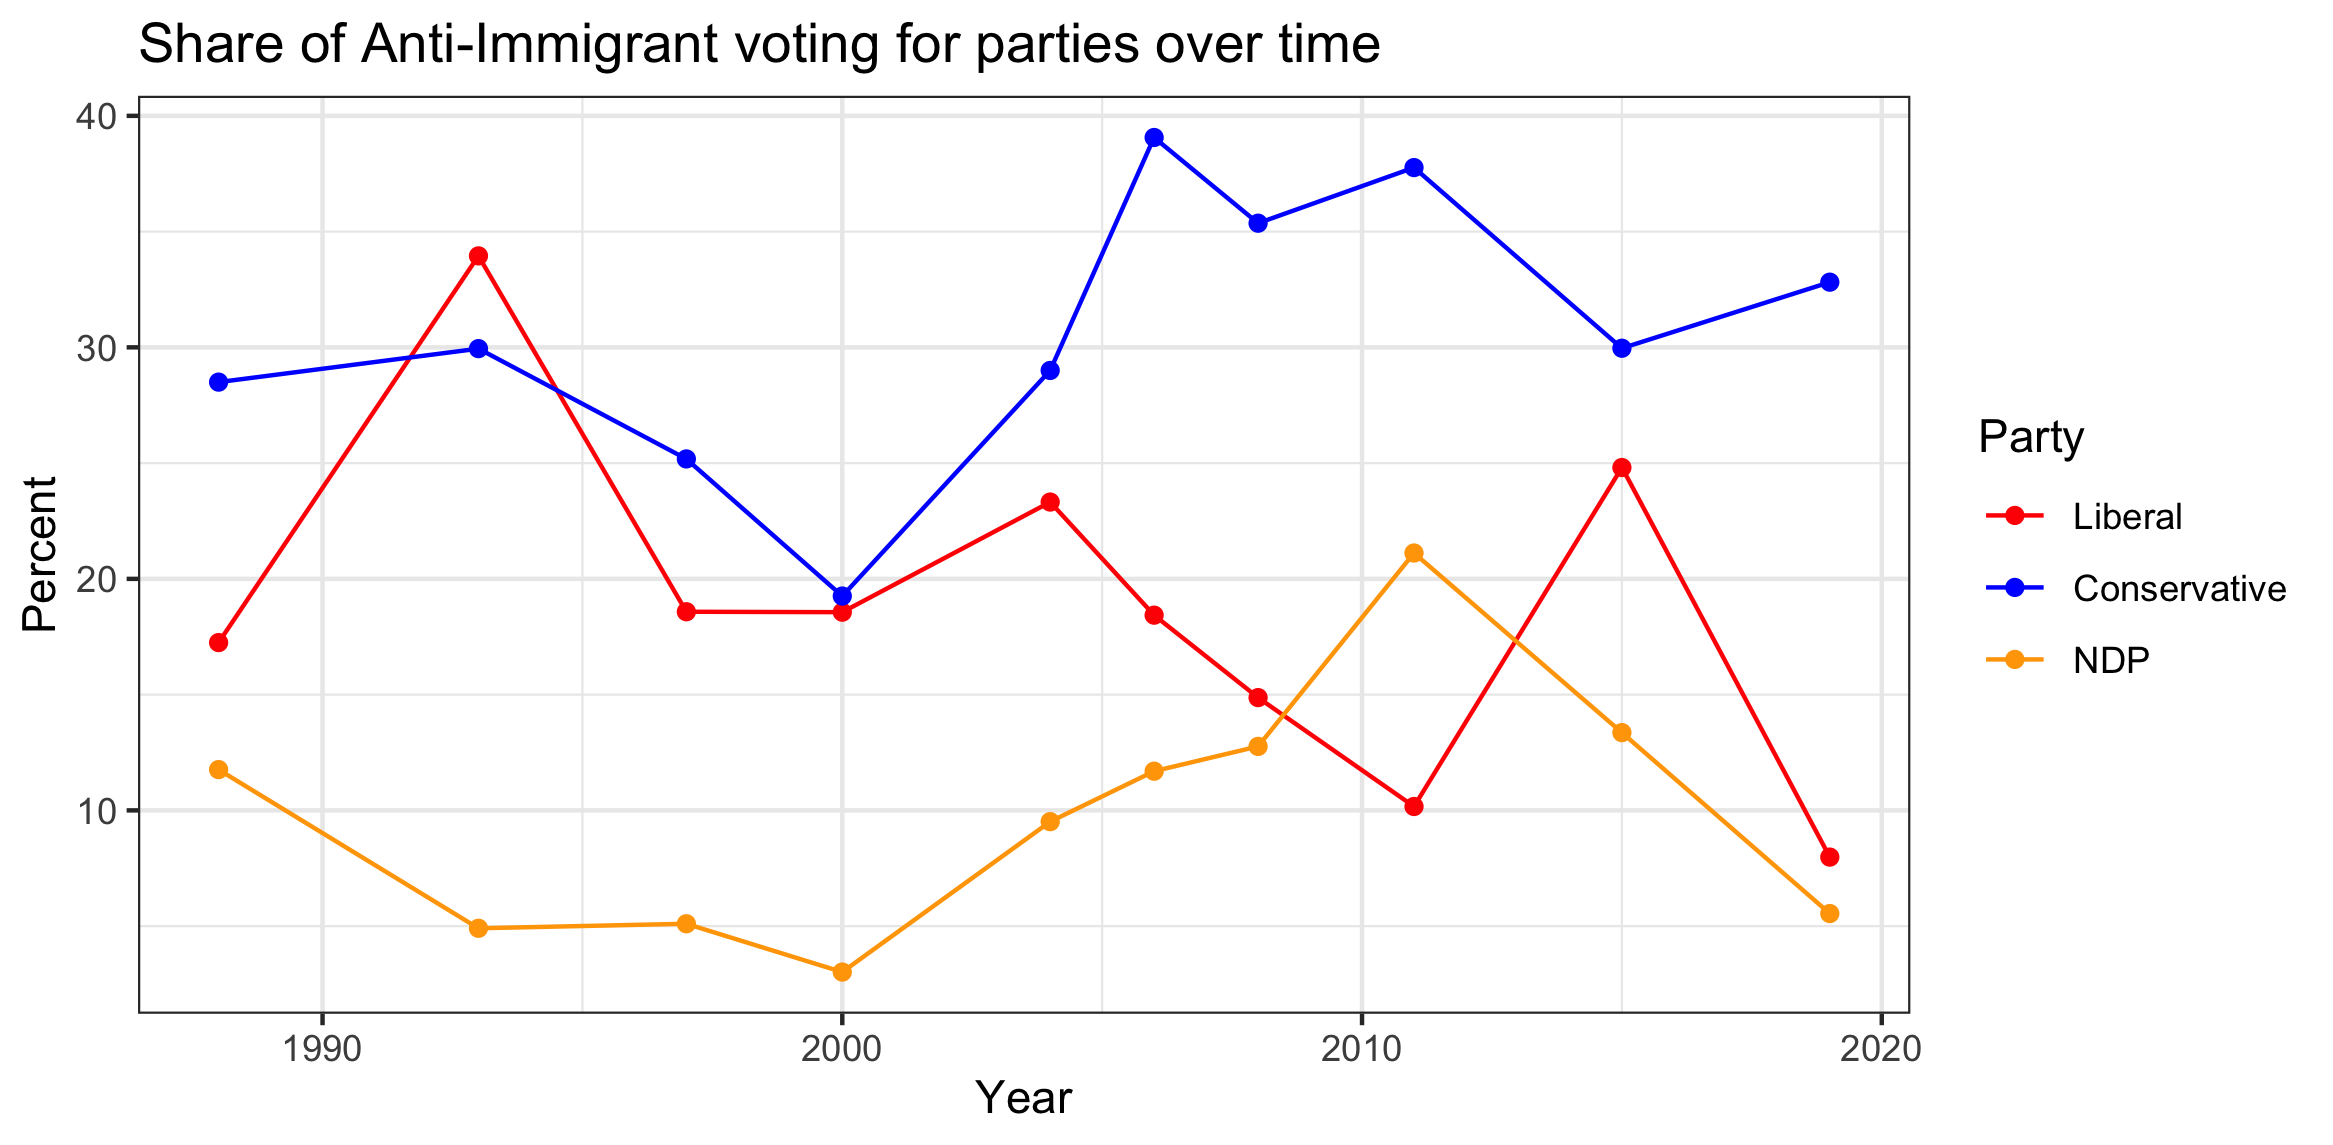 Share of Anti-Immigrant voting for parties over time
40
30
20
10
Percent
1990
2000
2010
2020
Year
Party
Liberal
Conservative
NDP